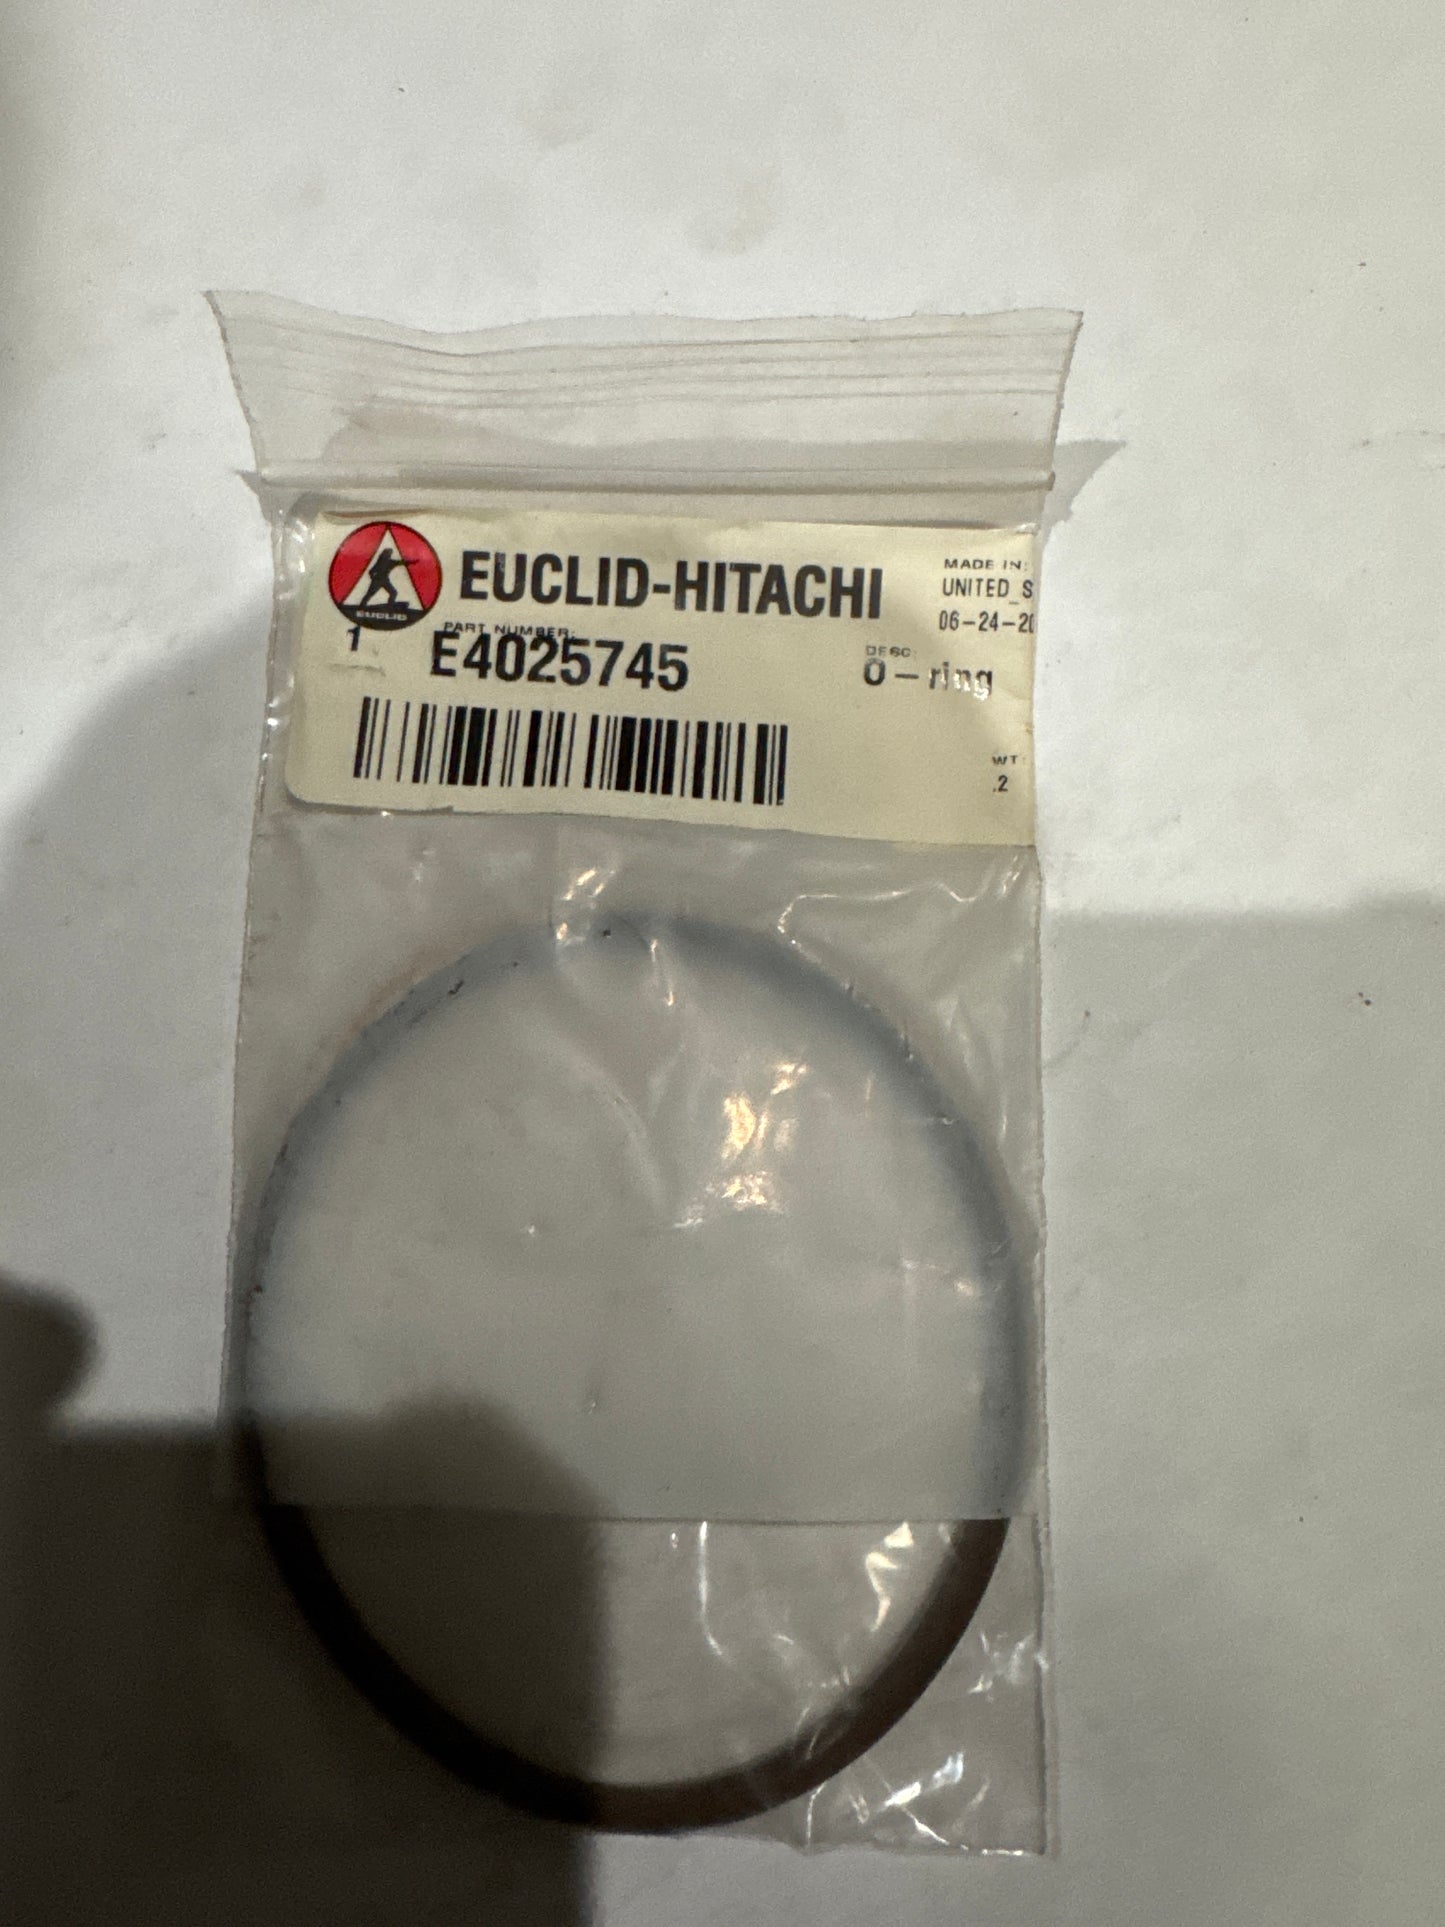 EUCLID-HITACHI
MADE IN:
UNITED_S
06-24-20
EUCLID
1
PART NUMBER:
E4025745
DESC:
O-ring
WT:
.2